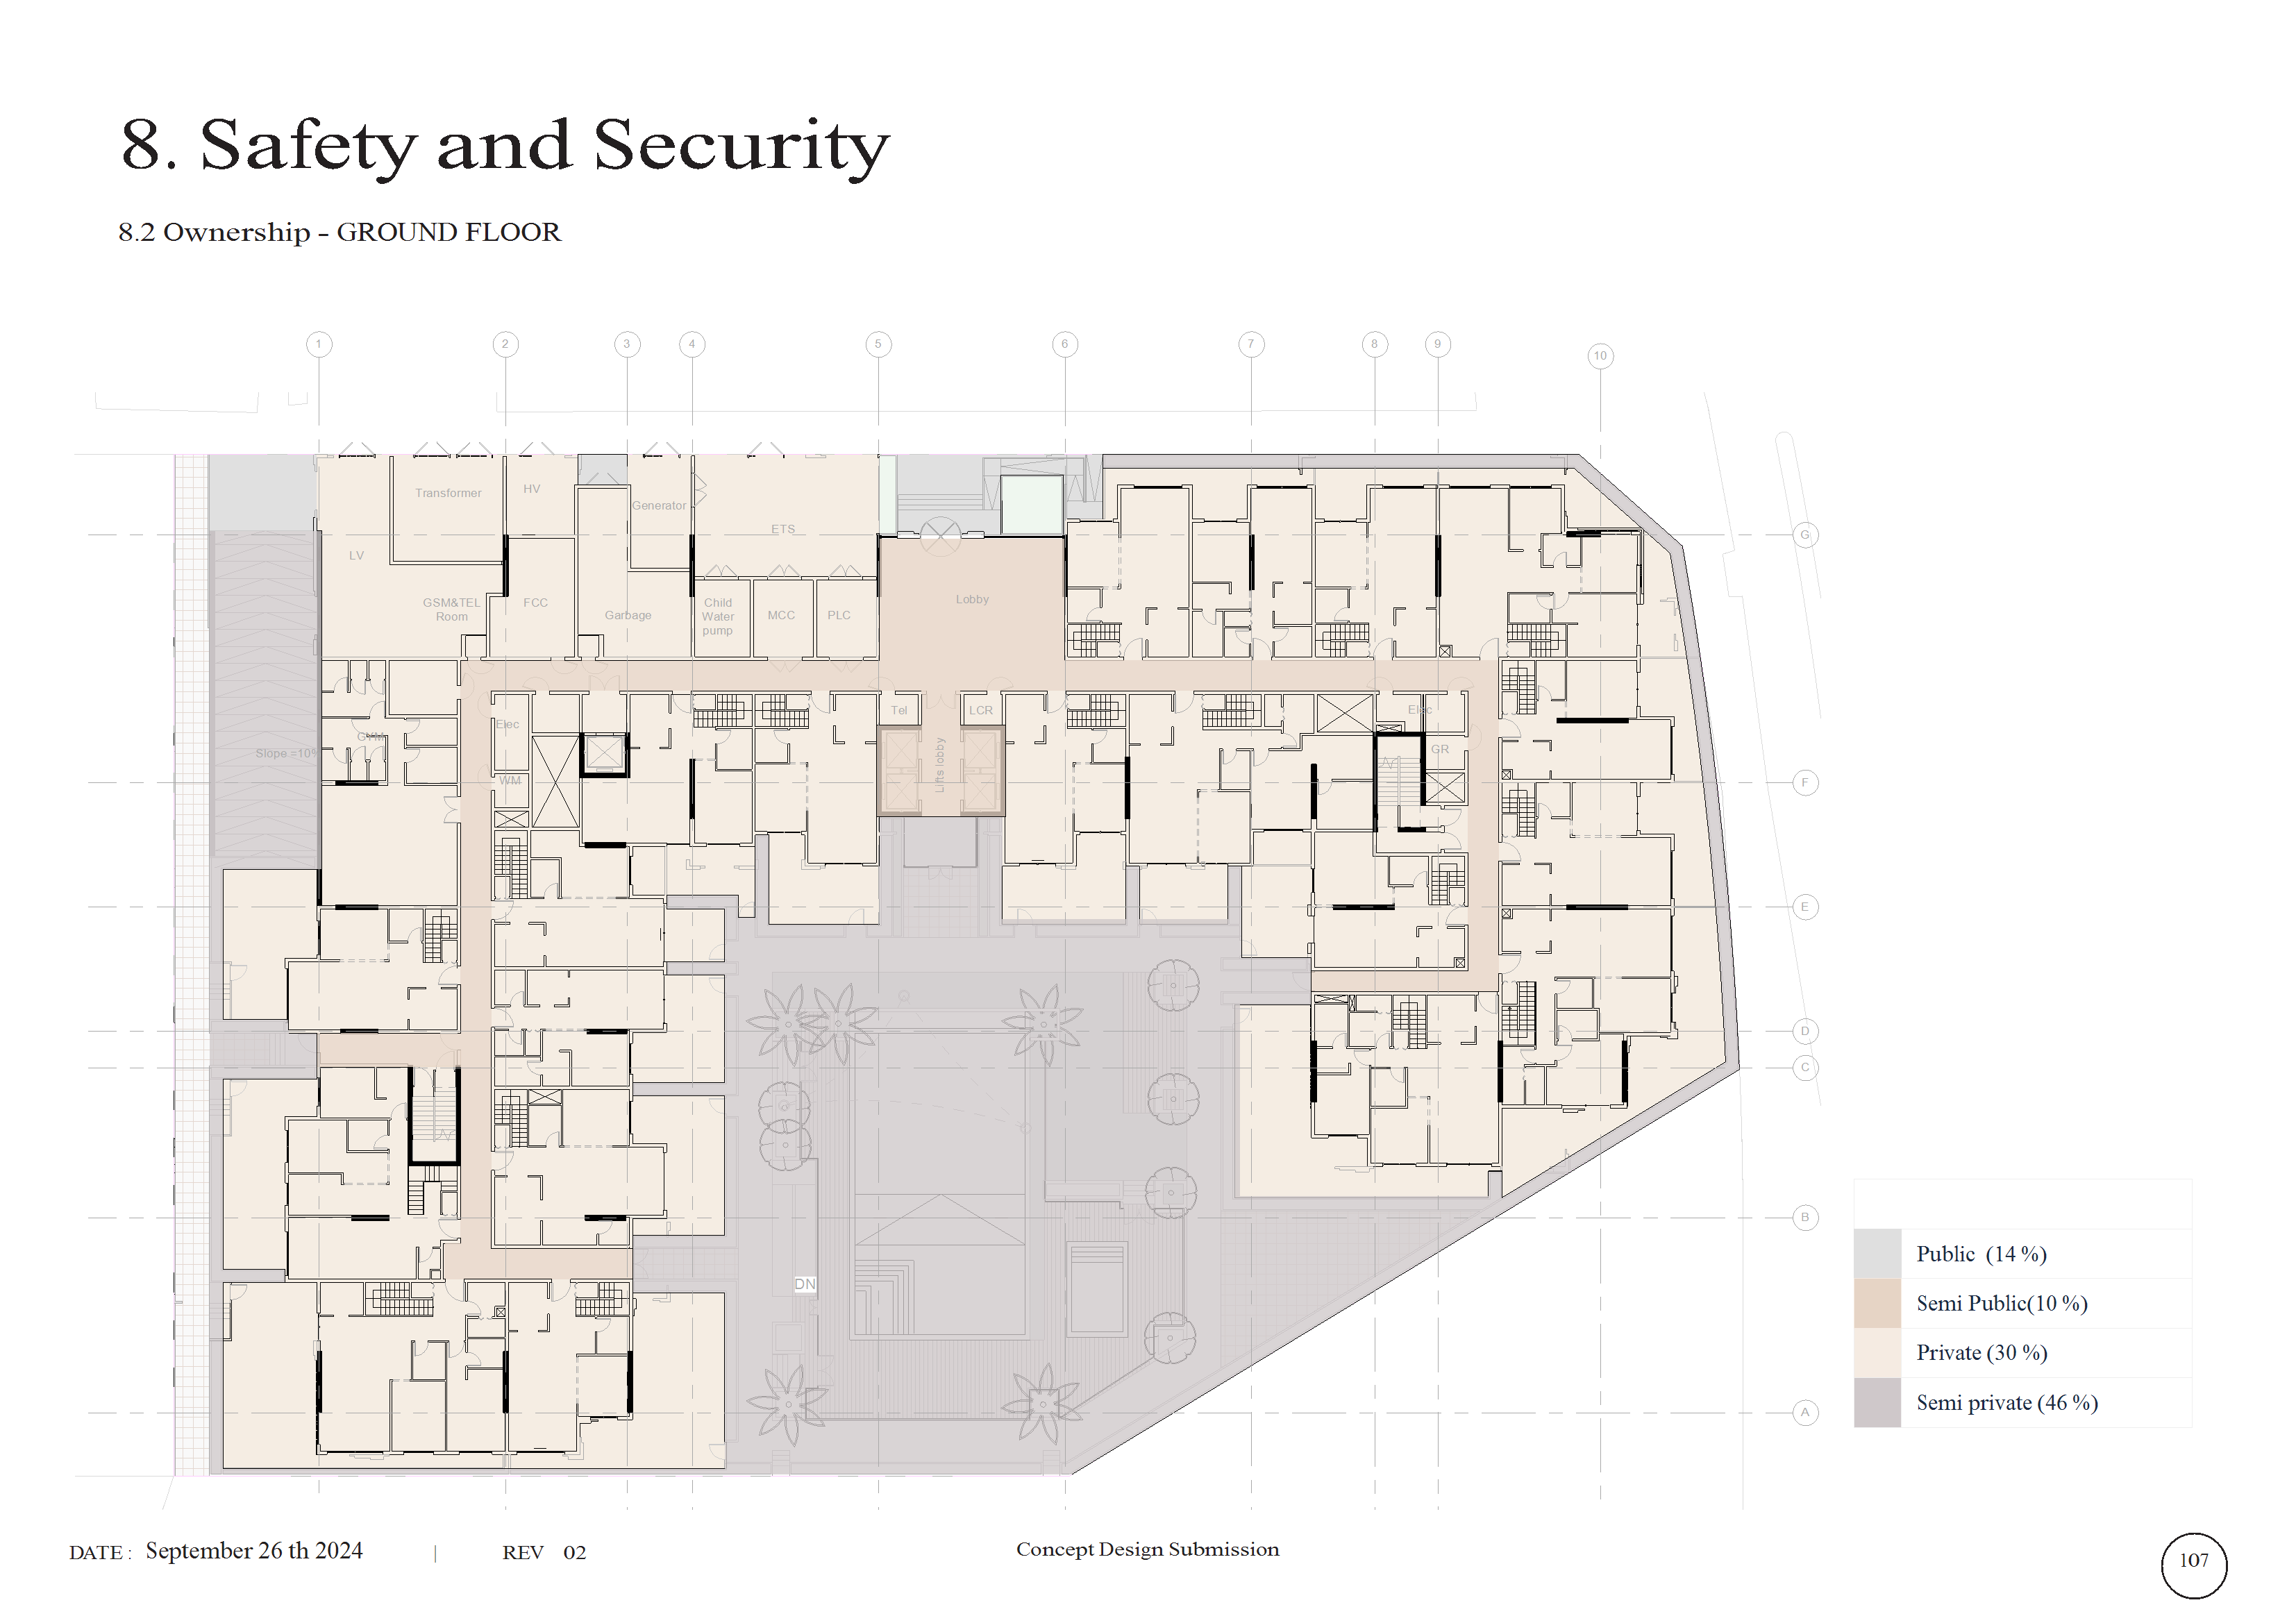 8. Safety and Security
8.2 Ownership - GROUND FLOOR
1
2
3
4
5
6
7
8
9
10
Transformer
HV
Generator
ETS
G
LV
GSM&TEL
Room
FCC
Garbage
Child
Water
pump
MCC
PLC
Lobby
Elec
Tel
LCR
Elec
GYM
Slope =10%
GR
WM
Lifts lobby
F
E
D
C
B
DN
A
Public (14 %)
Semi Public(10 %)
Private (30 %)
Semi private (46 %)
DATE : September 26 th 2024 | REV 02
Concept Design Submission
107